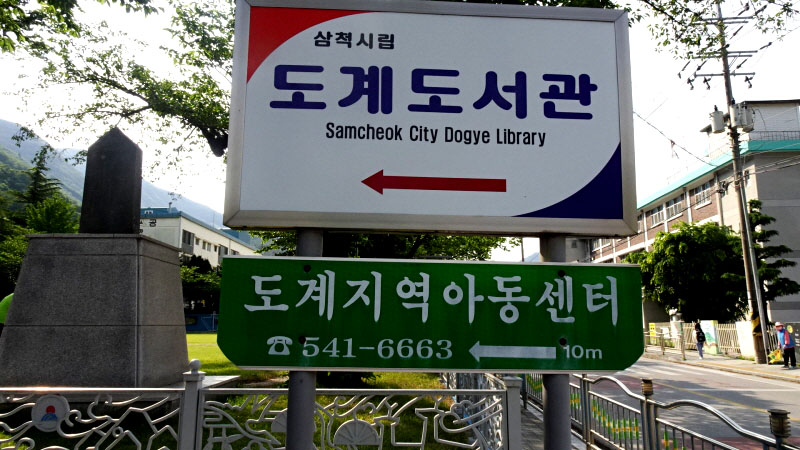 삼척시립
도계도서관
Samcheok City Dogye Library
도계지역아동센터
☎ 541-6663 10m